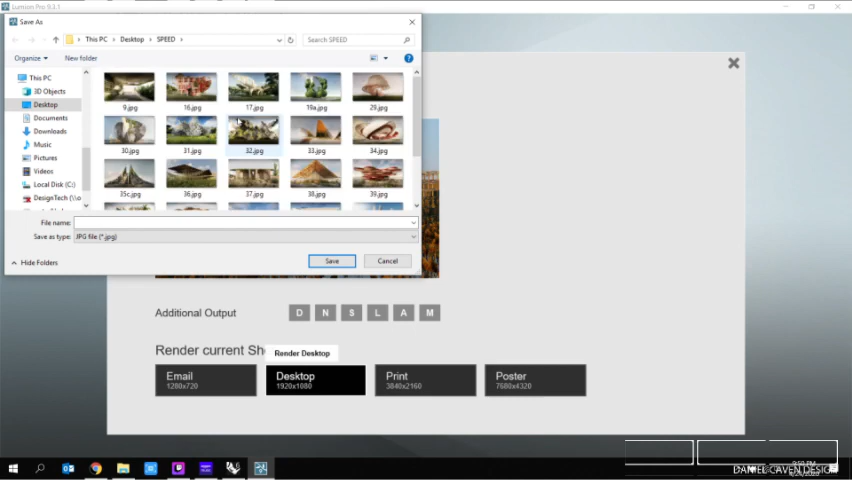 Lumion Pro 9.3.1
Save As
This PC
Desktop
SPEED
Search SPEED
Organize
New folder
This PC
3D Objects
Desktop
Documents
Downloads
Music
Pictures
Videos
Local Disk (C:)
DesignTech (\\o
9.jpg
16.jpg
17.jpg
19a.jpg
29.jpg
30.jpg
31.jpg
32.jpg
33.jpg
34.jpg
35c.jpg
36.jpg
37.jpg
38.jpg
39.jpg
File name:
Save as type: JPG file (*.jpg)
Hide Folders
Save
Cancel
Additional Output
D N S L A M
Render current Sh
Render Desktop
Email
1280x720
Desktop
1920x1080
Print
3840x2160
Poster
7680x4320
DANIEL CAVEN DESIGN